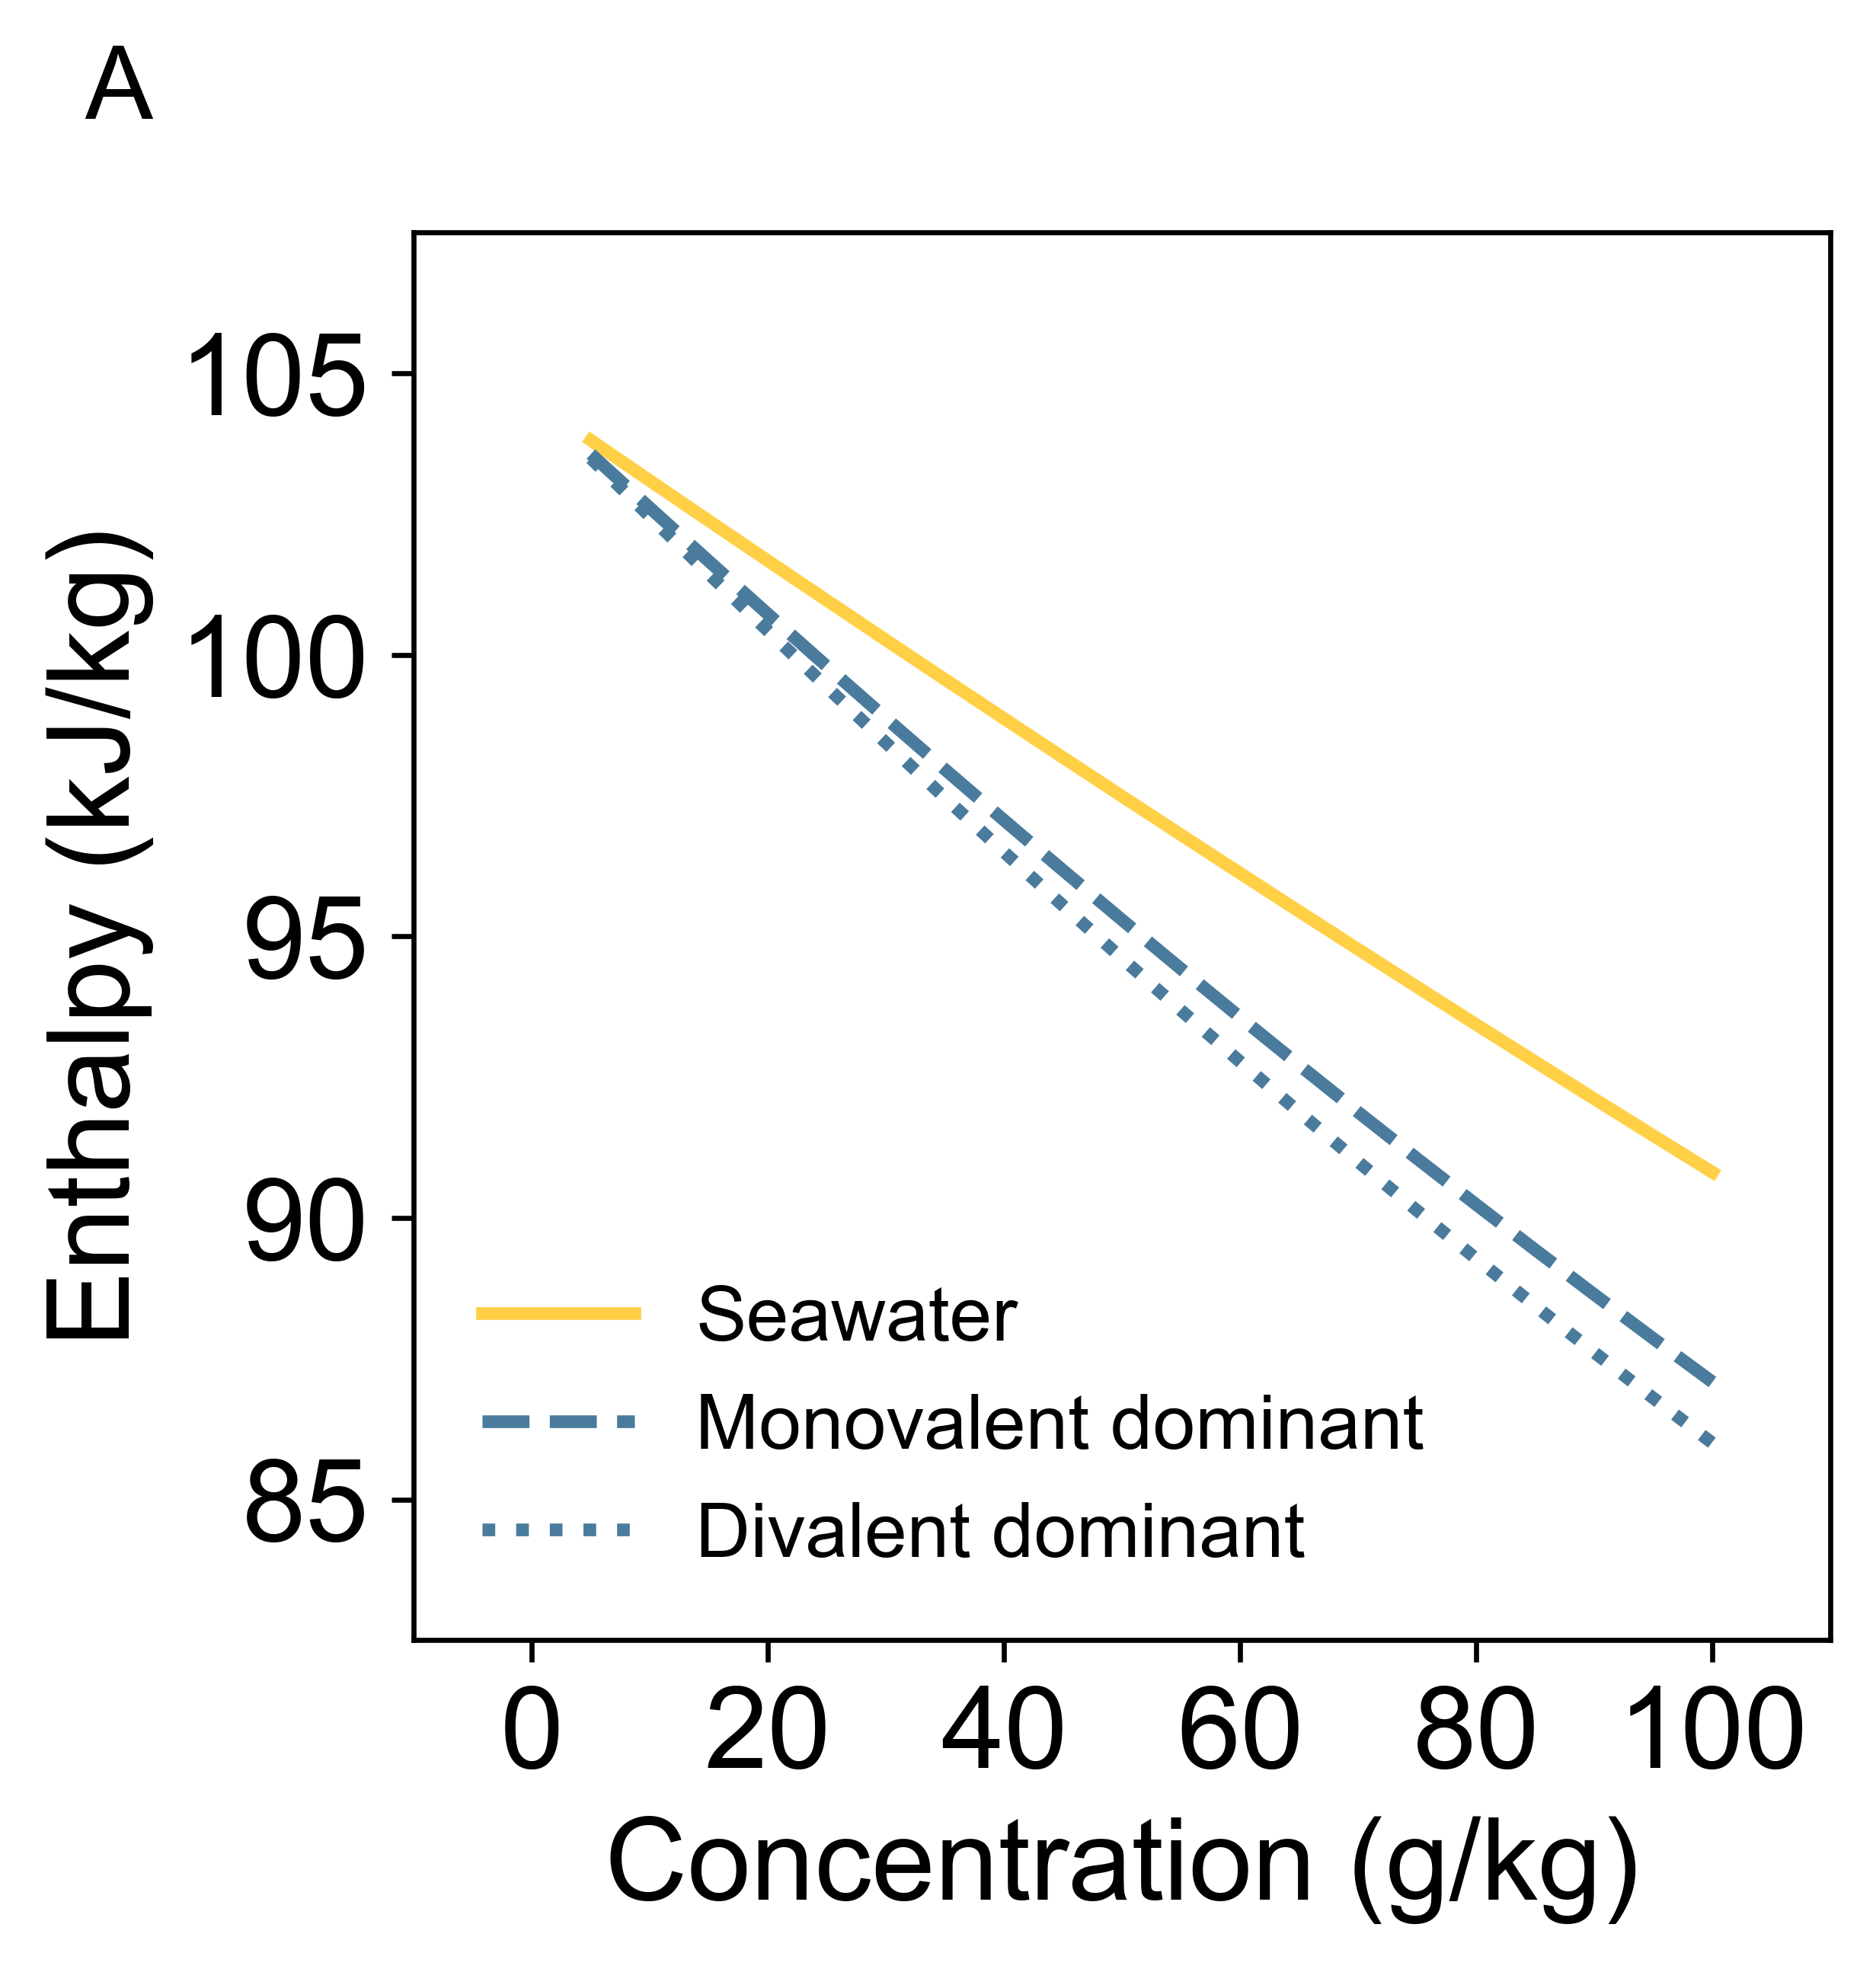 A
Enthalpy (kJ/kg)
105
100
95
90
85
Seawater
Monovalent dominant
Divalent dominant
0 20 40 60 80 100
Concentration (g/kg)